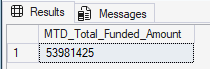 Results Messages
MTD_Total_Funded_Amount
1 53981425